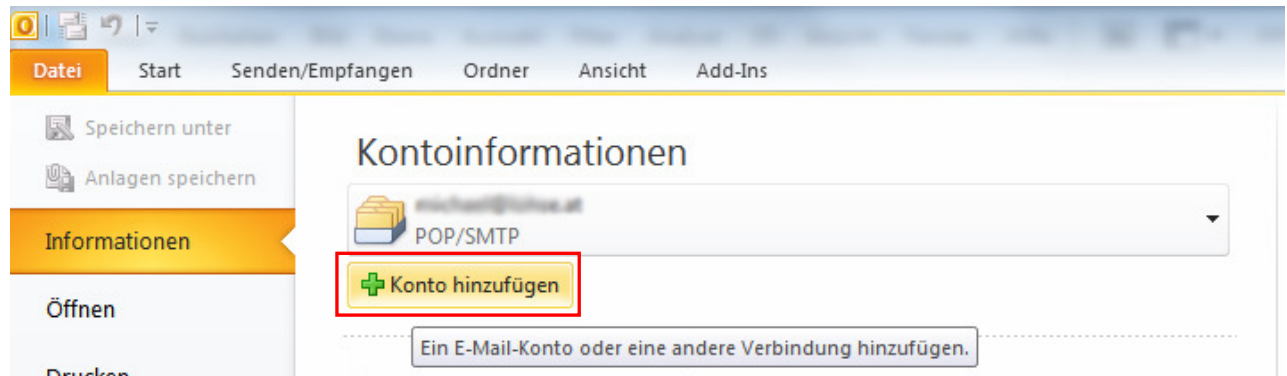 Datei Start Senden/Empfangen Ordner Ansicht Add-Ins
Speichern unter
Anlagen speichern
Informationen
Öffnen
Drucken
Kontoinformationen
POP/SMTP
Konto hinzufügen
Ein E-Mail-Konto oder eine andere Verbindung hinzufügen.